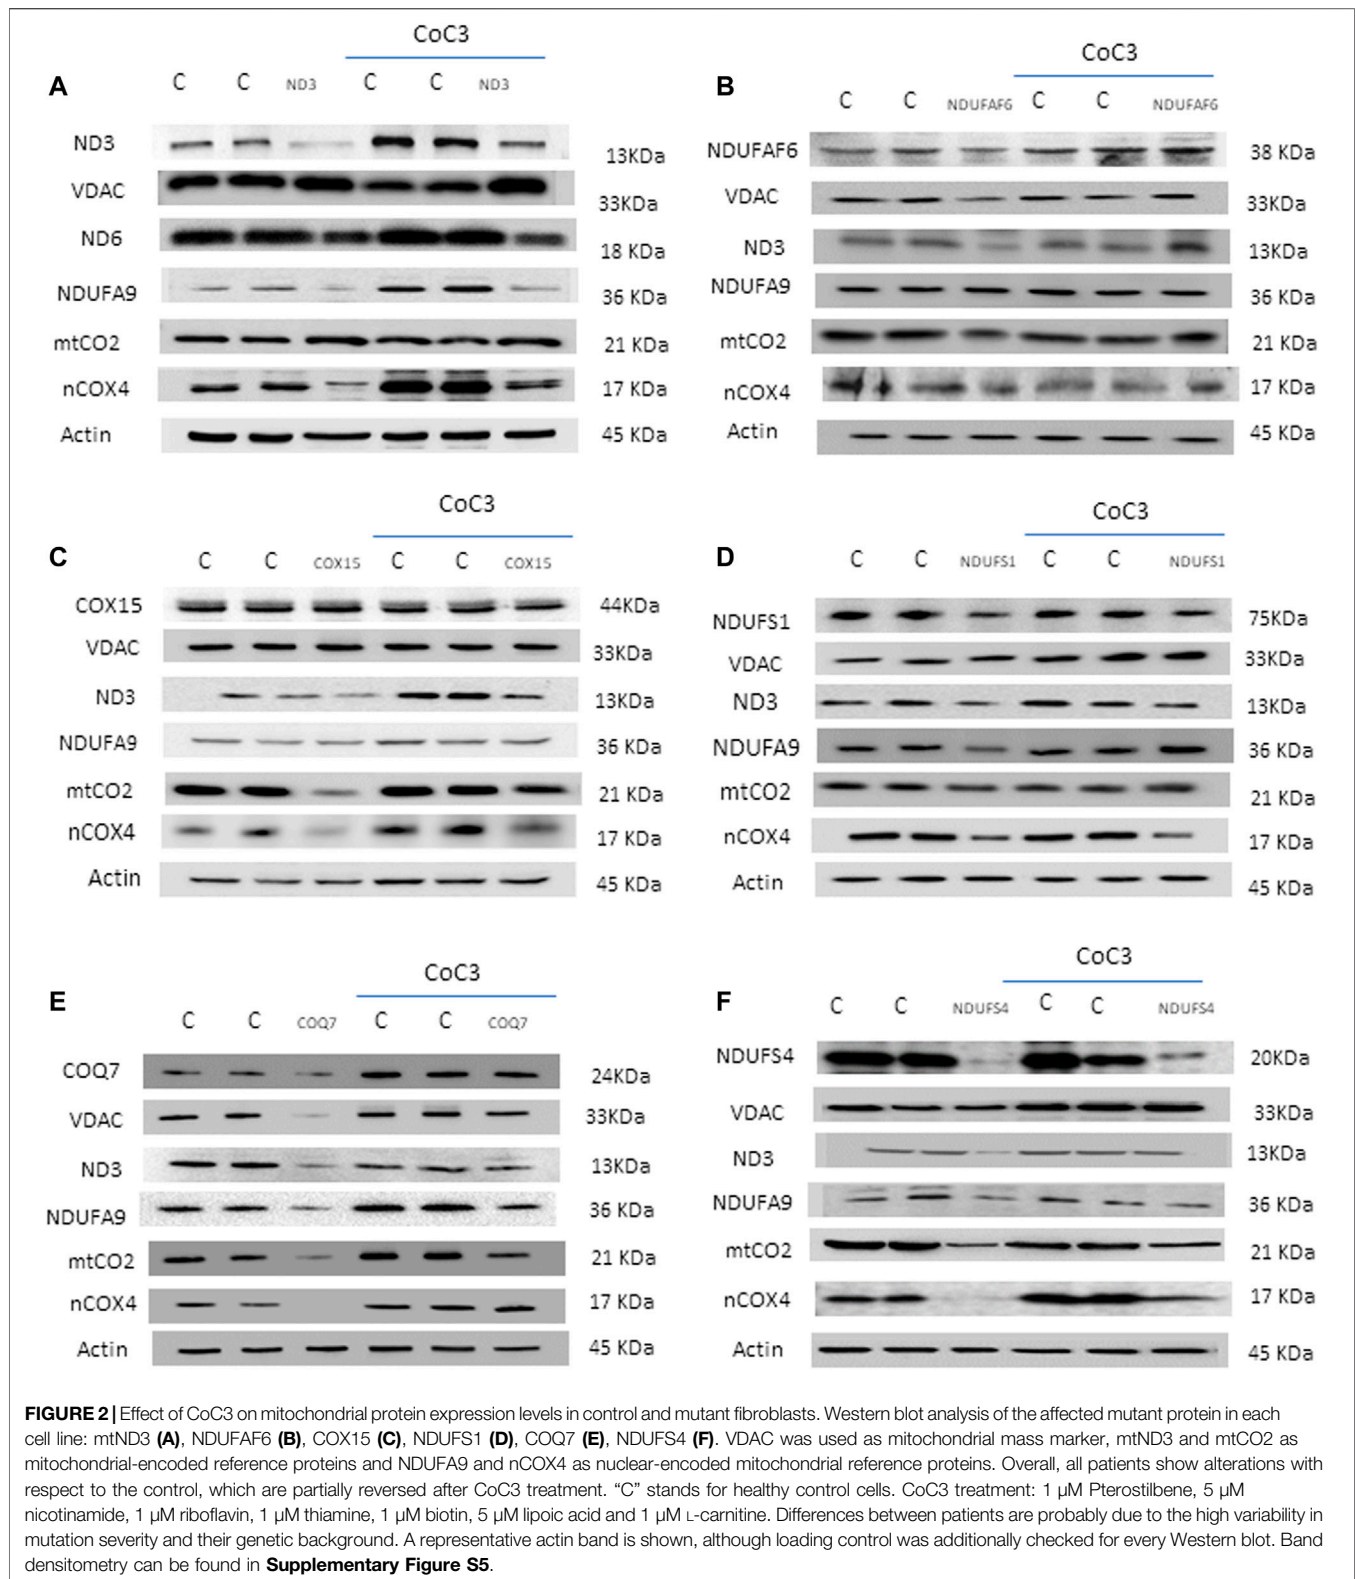 CoC3
A
C C ND3 C C ND3
ND3 13KDa
VDAC 33KDa
ND6 18 KDa
NDUFA9 36 KDa
mtCO2 21 KDa
nCOX4 17 KDa
Actin 45 KDa
CoC3
B
C C NDUFAF6 C C NDUFAF6
NDUFAF6 38 KDa
VDAC 33KDa
ND3 13KDa
NDUFA9 36 KDa
mtCO2 21 KDa
nCOX4 17 KDa
Actin 45 KDa
CoC3
C
C C COX15 C C COX15
COX15 44KDa
VDAC 33KDa
ND3 13KDa
NDUFA9 36 KDa
mtCO2 21 KDa
nCOX4 17 KDa
Actin 45 KDa
CoC3
D
C C NDUFS1 C C NDUFS1
NDUFS1 75KDa
VDAC 33KDa
ND3 13KDa
NDUFA9 36 KDa
mtCO2 21 KDa
nCOX4 17 KDa
Actin 45 KDa
CoC3
E
C C COQ7 C C COQ7
COQ7 24KDa
VDAC 33KDa
ND3 13KDa
NDUFA9 36 KDa
mtCO2 21 KDa
nCOX4 17 KDa
Actin 45 KDa
CoC3
F
C C NDUFS4 C C NDUFS4
NDUFS4 20KDa
VDAC 33KDa
ND3 13KDa
NDUFA9 36 KDa
mtCO2 21 KDa
nCOX4 17 KDa
Actin 45 KDa
FIGURE 2 | Effect of CoC3 on mitochondrial protein expression levels in control and mutant fibroblasts. Western blot analysis of the affected mutant protein in each
cell line: mtND3 (A), NDUFAF6 (B), COX15 (C), NDUFS1 (D), COQ7 (E), NDUFS4 (F). VDAC was used as mitochondrial mass marker, mtND3 and mtCO2 as
mitochondrial-encoded reference proteins and NDUFA9 and nCOX4 as nuclear-encoded mitochondrial reference proteins. Overall, all patients show alterations with
respect to the control, which are partially reversed after CoC3 treatment. “C” stands for healthy control cells. CoC3 treatment: 1 μM Pterostilbene, 5 μM
nicotinamide, 1 μM riboflavin, 1 μM thiamine, 1 μM biotin, 5 μM lipoic acid and 1 μM L-carnitine. Differences between patients are probably due to the high variability in
mutation severity and their genetic background. A representative actin band is shown, although loading control was additionally checked for every Western blot. Band
densitometry can be found in Supplementary Figure S5.